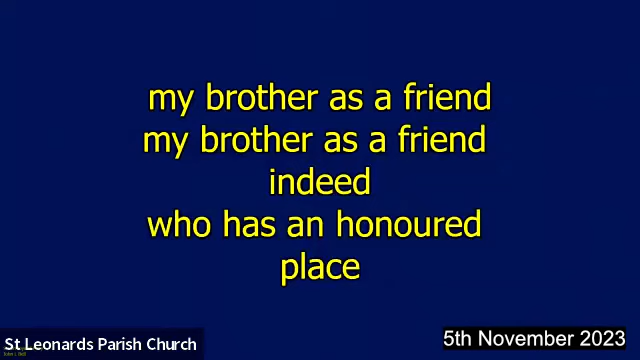 my brother as a friend
my brother as a friend
indeed
who has an honoured
place
St Leonards Parish Church
5th November 2023